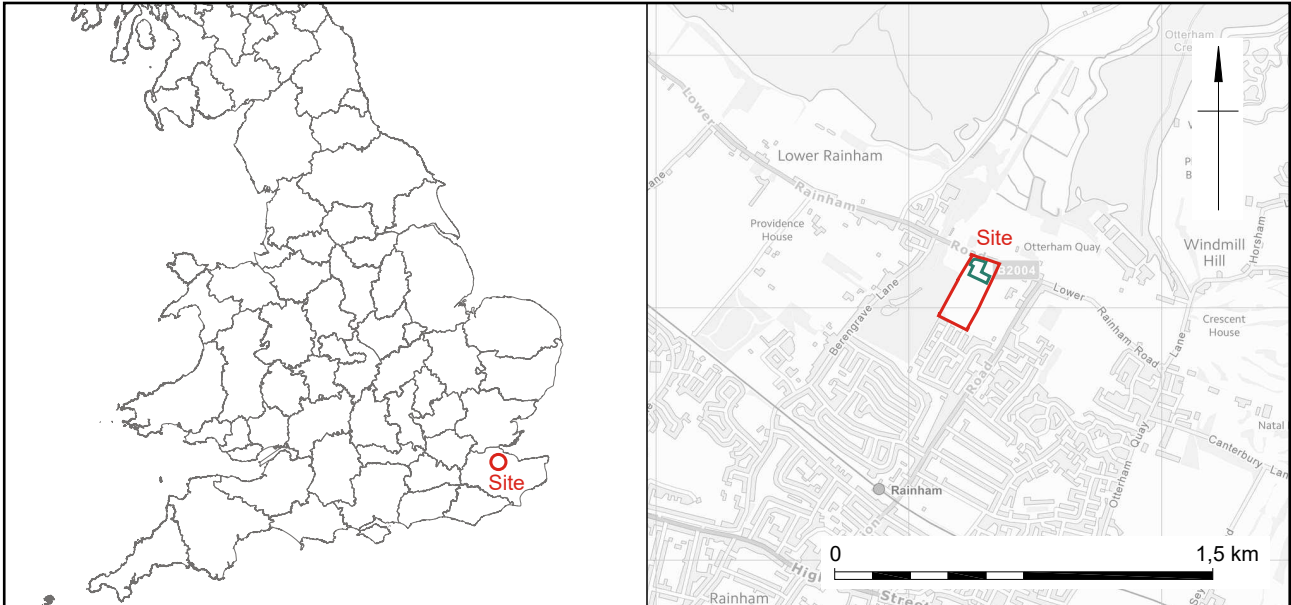 Site
Otterham
Cre
Lower
Lower Rainham
Lane
Rainham
Providence
House
Road
Site
Otterham Quay
B2004
Windmill
Hill
Horsham
Lane
Berengrave Lane
Lower
Rainham Road
Crescent
House
Road
Otterham Quay
Natal
Canterbury Lan
Rainham
0
1,5 km
High
Street
Rainham